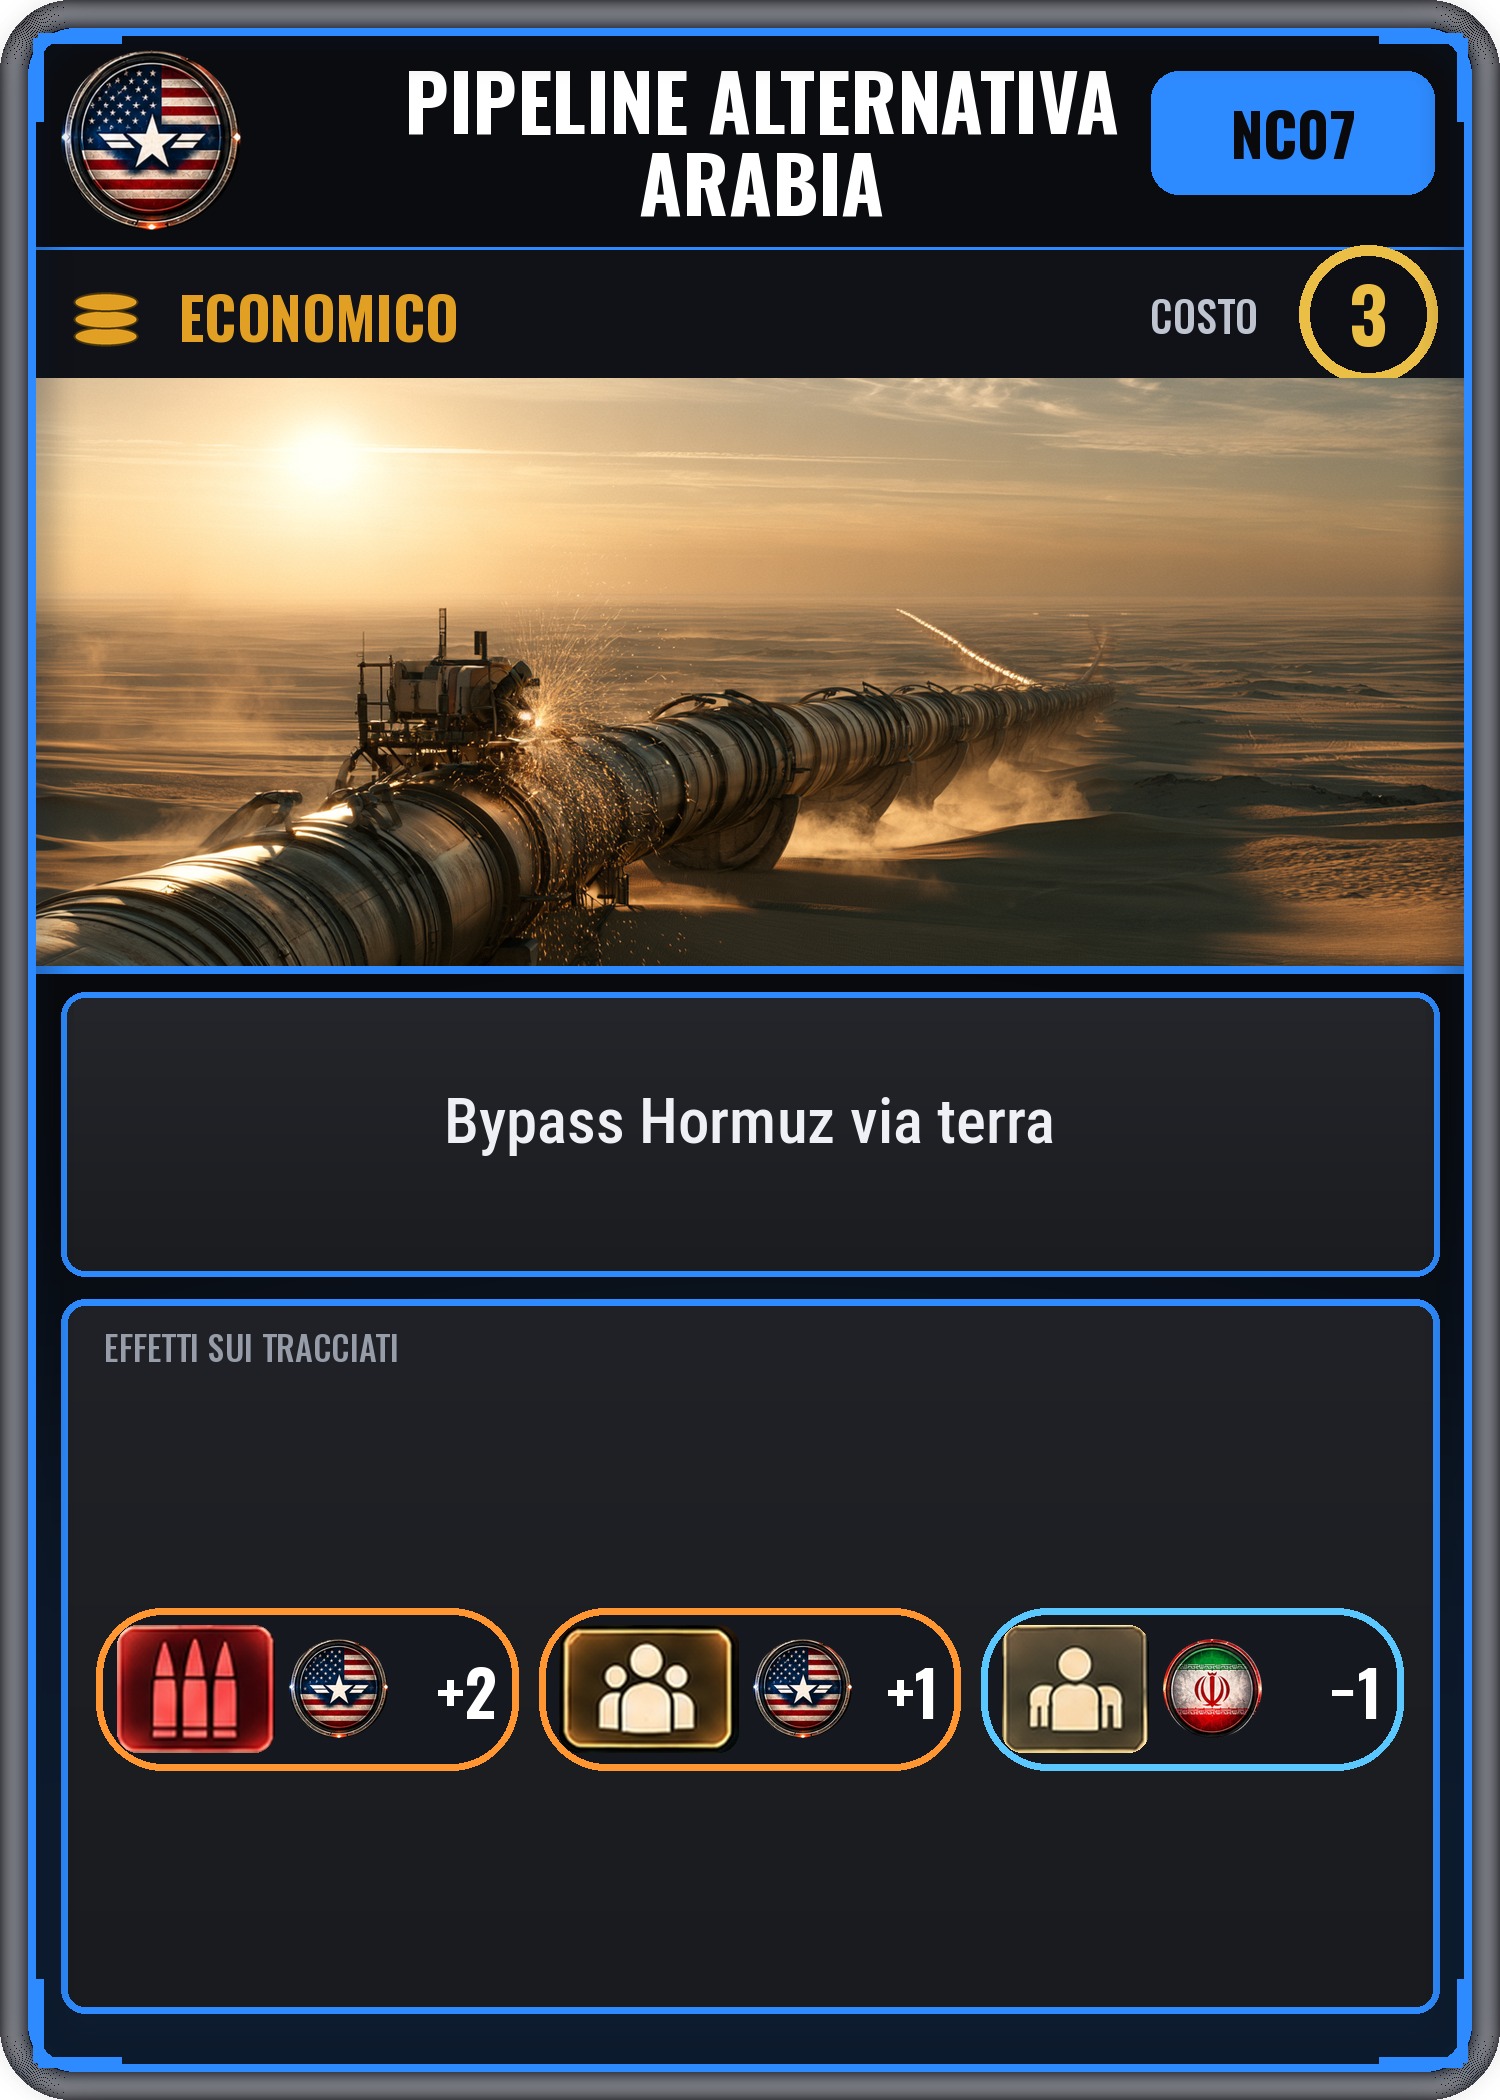 PIPELINE ALTERNATIVA
ARABIA
NC07
ECONOMICO
COSTO
3
Bypass Hormuz via terra
EFFETTI SUI TRACCIATI
+2
+1
−1